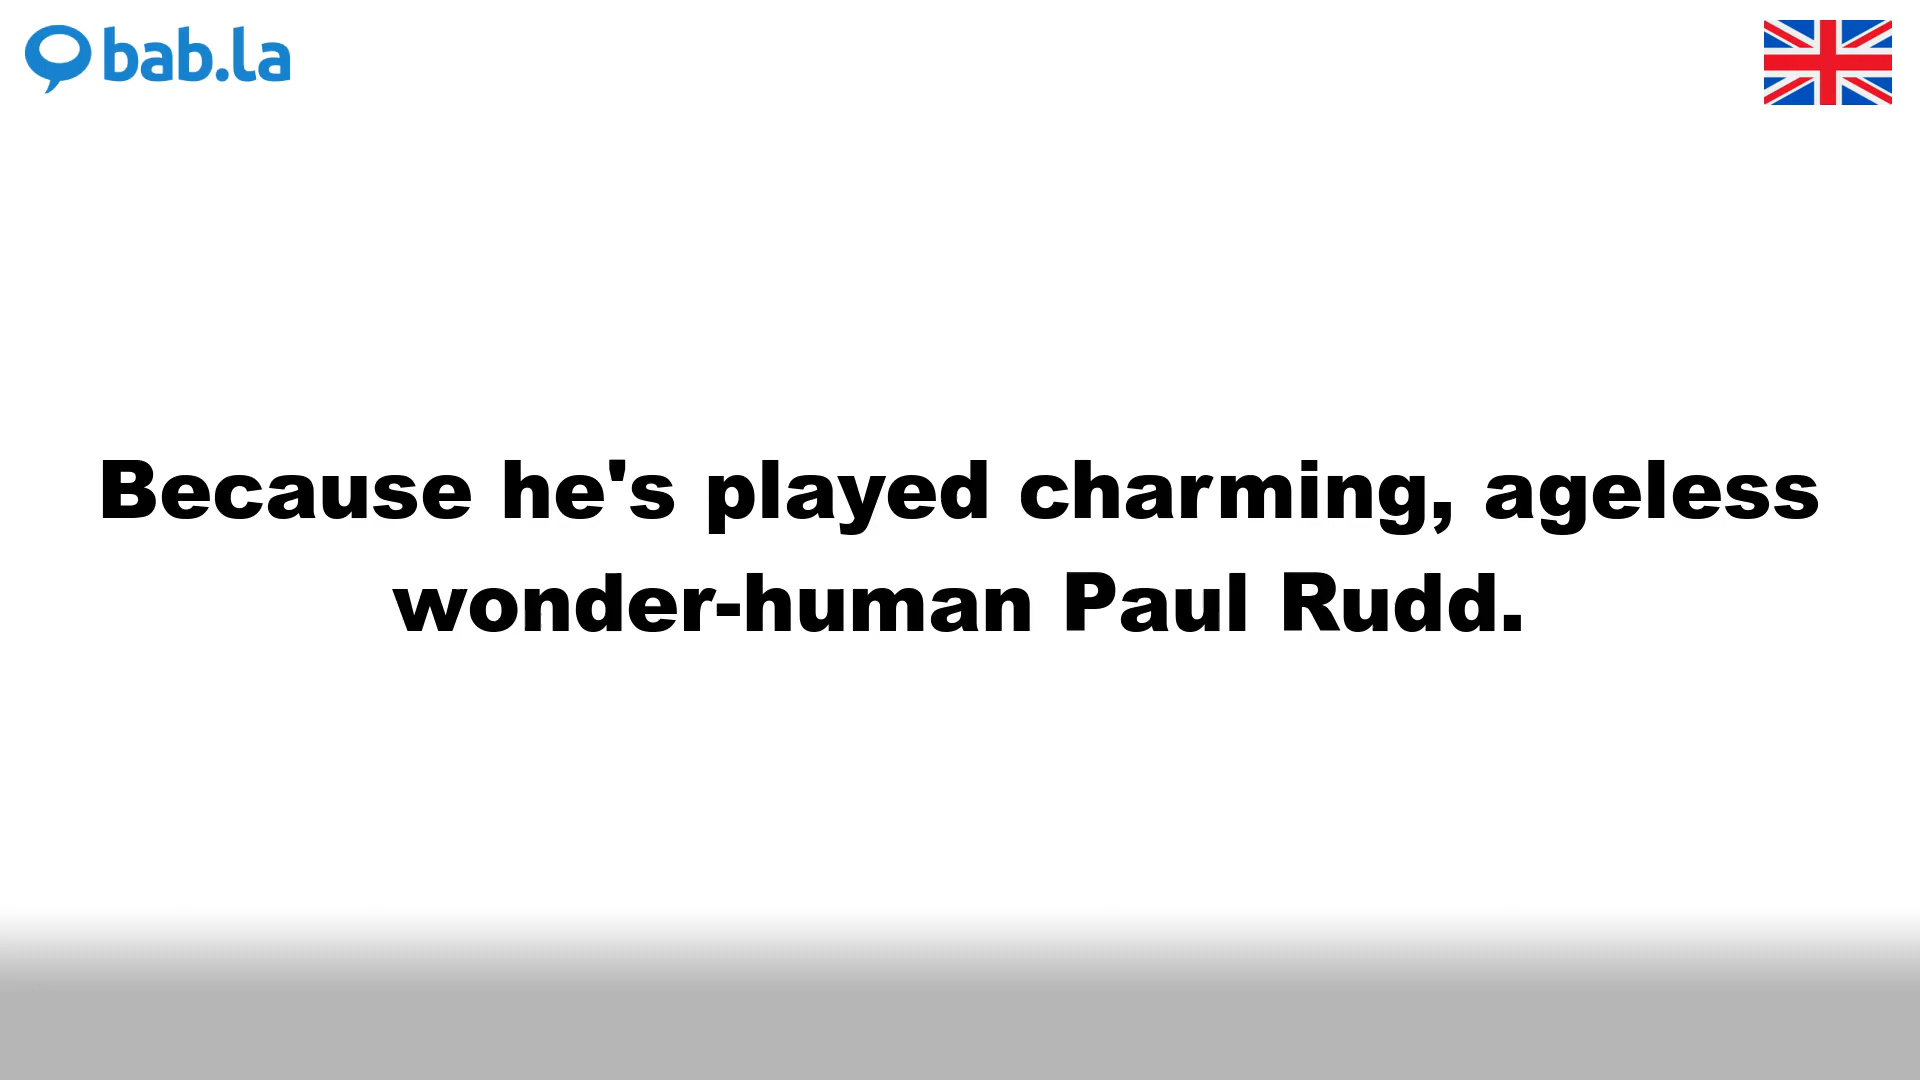 bab.la
Because he's played charming, ageless
wonder-human Paul Rudd.